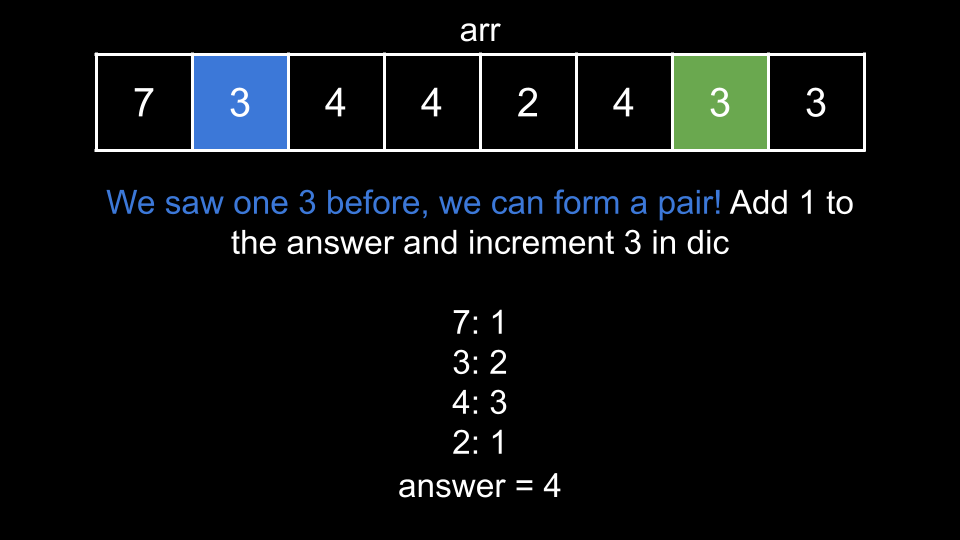 arr
7 3 4 4 2 4 3 3
We saw one 3 before, we can form a pair! Add 1 to
the answer and increment 3 in dic
7: 1
3: 2
4: 3
2: 1
answer = 4